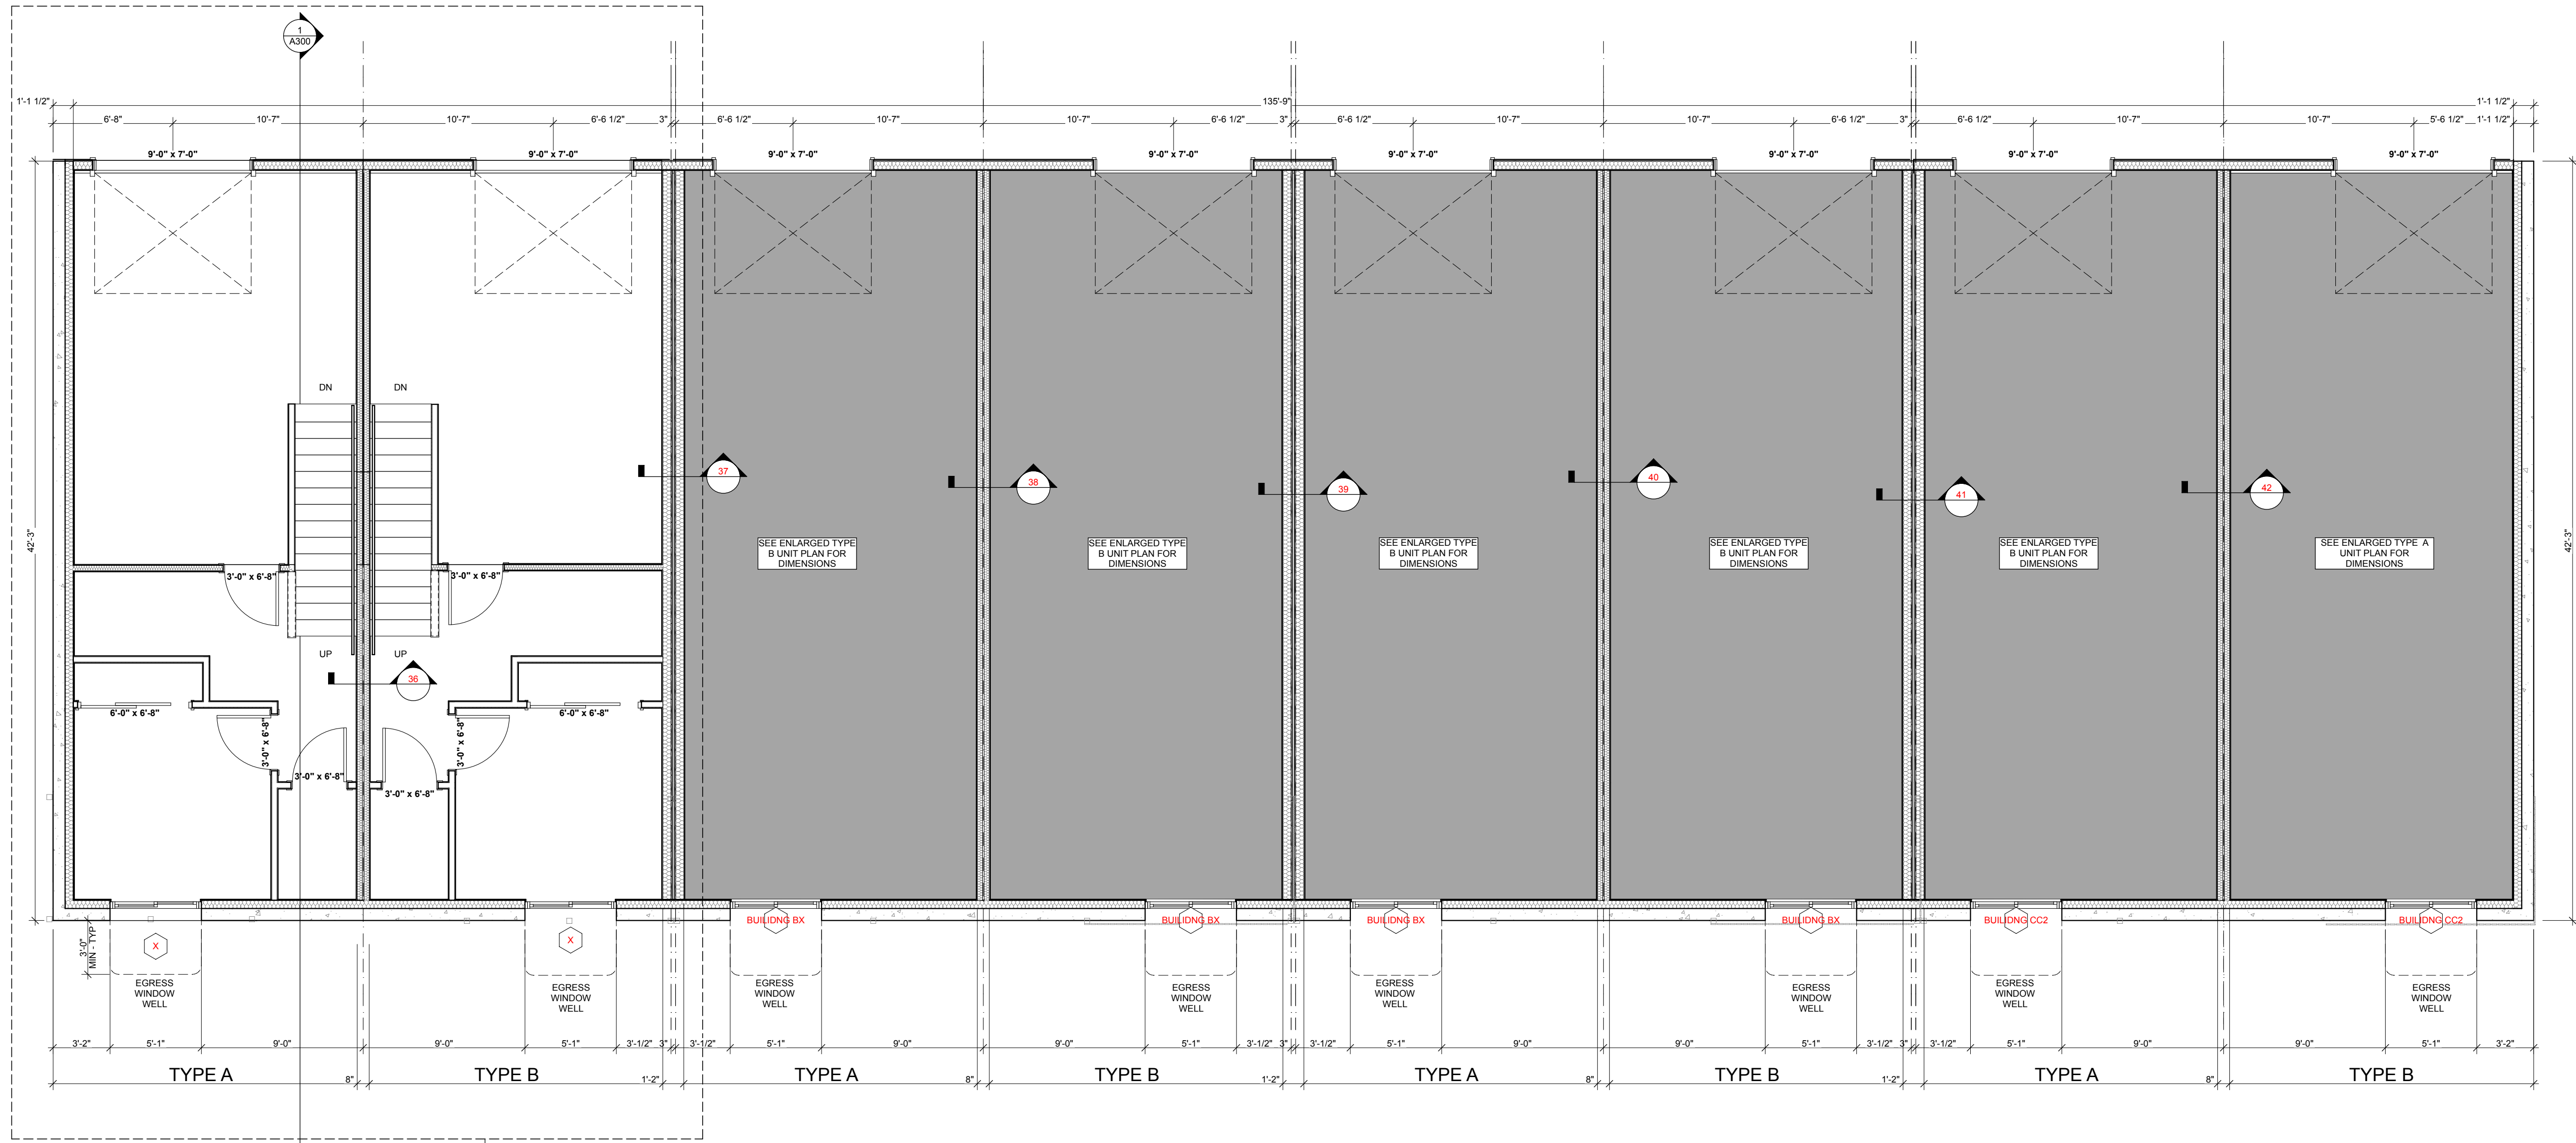 1
A300
1'-1 1/2"
135'-9"
1'-1 1/2"
6'-8"
10'-7"
10'-7"
6'-6 1/2"
3"
6'-6 1/2"
10'-7"
10'-7"
6'-6 1/2"
3"
6'-6 1/2"
10'-7"
10'-7"
6'-6 1/2"
3"
6'-6 1/2"
10'-7"
10'-7"
5'-6 1/2"
1'-1 1/2"
9'-0" x 7'-0"
9'-0" x 7'-0"
9'-0" x 7'-0"
9'-0" x 7'-0"
9'-0" x 7'-0"
9'-0" x 7'-0"
9'-0" x 7'-0"
9'-0" x 7'-0"
DN
DN
37
38
39
40
41
42
42'-3"
42'-3"
SEE ENLARGED TYPE
B UNIT PLAN FOR
DIMENSIONS
SEE ENLARGED TYPE
B UNIT PLAN FOR
DIMENSIONS
SEE ENLARGED TYPE
B UNIT PLAN FOR
DIMENSIONS
SEE ENLARGED TYPE
B UNIT PLAN FOR
DIMENSIONS
SEE ENLARGED TYPE
B UNIT PLAN FOR
DIMENSIONS
SEE ENLARGED TYPE A
UNIT PLAN FOR
DIMENSIONS
3'-0" x 6'-8"
3'-0" x 6'-8"
UP
UP
36
6'-0" x 6'-8"
6'-0" x 6'-8"
3'-0" x 6'-8"
3'-0" x 6'-8"
3'-0" x 6'-8"
3'-0" x 6'-8"
BUILIDNG BX
BUILIDNG BX
BUILIDNG BX
BUILIDNG BX
BUILIDNG CC2
BUILIDNG CC2
3'-0"
MIN - TYP
X
X
EGRESS
WINDOW
WELL
EGRESS
WINDOW
WELL
EGRESS
WINDOW
WELL
EGRESS
WINDOW
WELL
EGRESS
WINDOW
WELL
EGRESS
WINDOW
WELL
EGRESS
WINDOW
WELL
EGRESS
WINDOW
WELL
3'-2"
5'-1"
9'-0"
9'-0"
5'-1"
3'-1/2"
3"
3'-1/2"
5'-1"
9'-0"
9'-0"
5'-1"
3'-1/2"
3"
3'-1/2"
5'-1"
9'-0"
9'-0"
5'-1"
3'-1/2"
3"
3'-1/2"
5'-1"
9'-0"
9'-0"
5'-1"
3'-2"
TYPE A
8"
TYPE B
1'-2"
TYPE A
8"
TYPE B
1'-2"
TYPE A
8"
TYPE B
1'-2"
TYPE A
8"
TYPE B